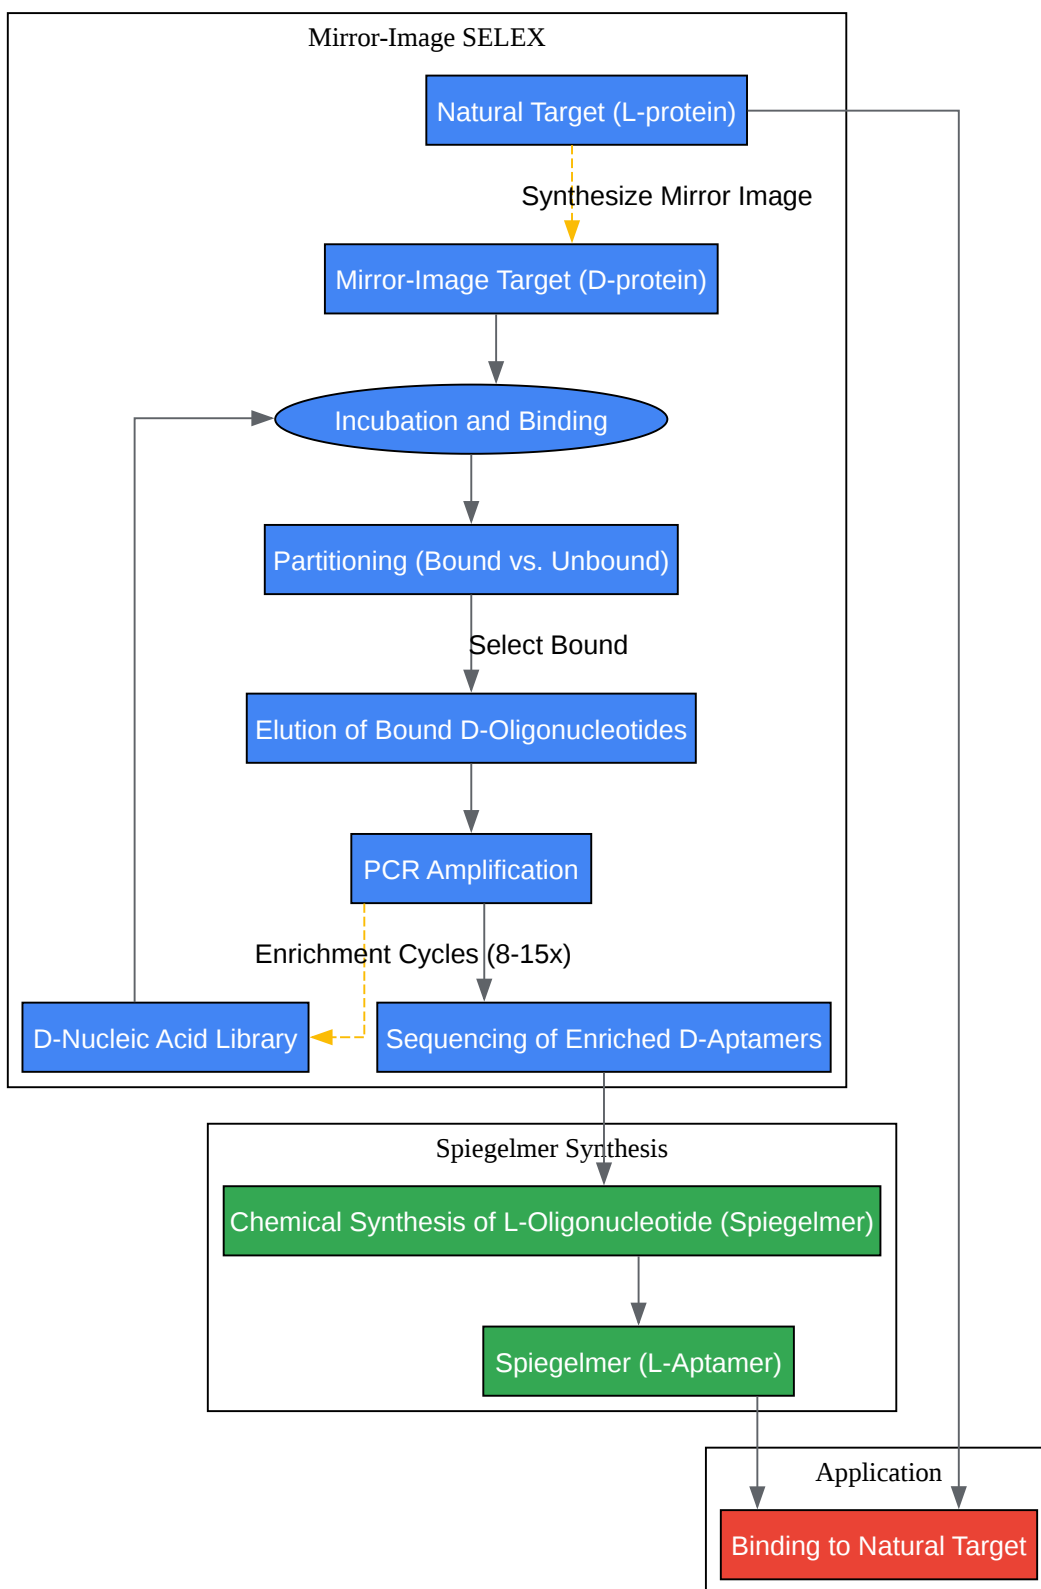 Mirror-Image SELEX
Natural Target (L-protein)
Synthesize Mirror Image
Mirror-Image Target (D-protein)
Incubation and Binding
Partitioning (Bound vs. Unbound)
Select Bound
Elution of Bound D-Oligonucleotides
PCR Amplification
Enrichment Cycles (8-15x)
D-Nucleic Acid Library
Sequencing of Enriched D-Aptamers
Spiegelmer Synthesis
Chemical Synthesis of L-Oligonucleotide (Spiegelmer)
Spiegelmer (L-Aptamer)
Application
Binding to Natural Target